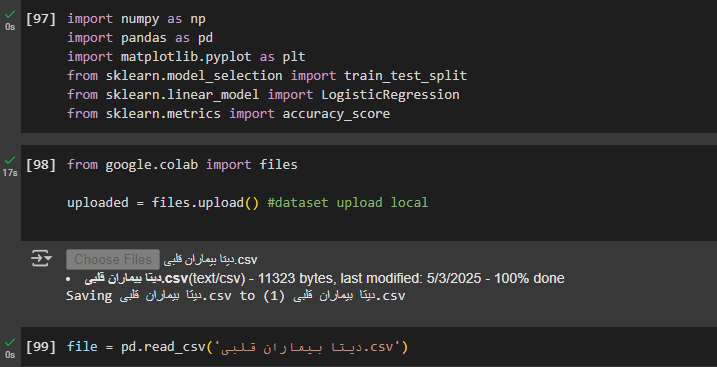 [97] import numpy as np
import pandas as pd
import matplotlib.pyplot as plt
from sklearn.model_selection import train_test_split
from sklearn.linear_model import LogisticRegression
from sklearn.metrics import accuracy_score
0s
[98] from google.colab import files
17s
uploaded = files.upload() #dataset upload local
Choose Files دیتا بیماران قلبی.csv
• دیتا بیماران قلبی.csv(text/csv) - 11323 bytes, last modified: 5/3/2025 - 100% done
Saving دیتا بیماران قلبی.csv to دیتا بیماران قلبی (1).csv
[99] file = pd.read_csv('دیتا بیماران قلبی.csv')
0s